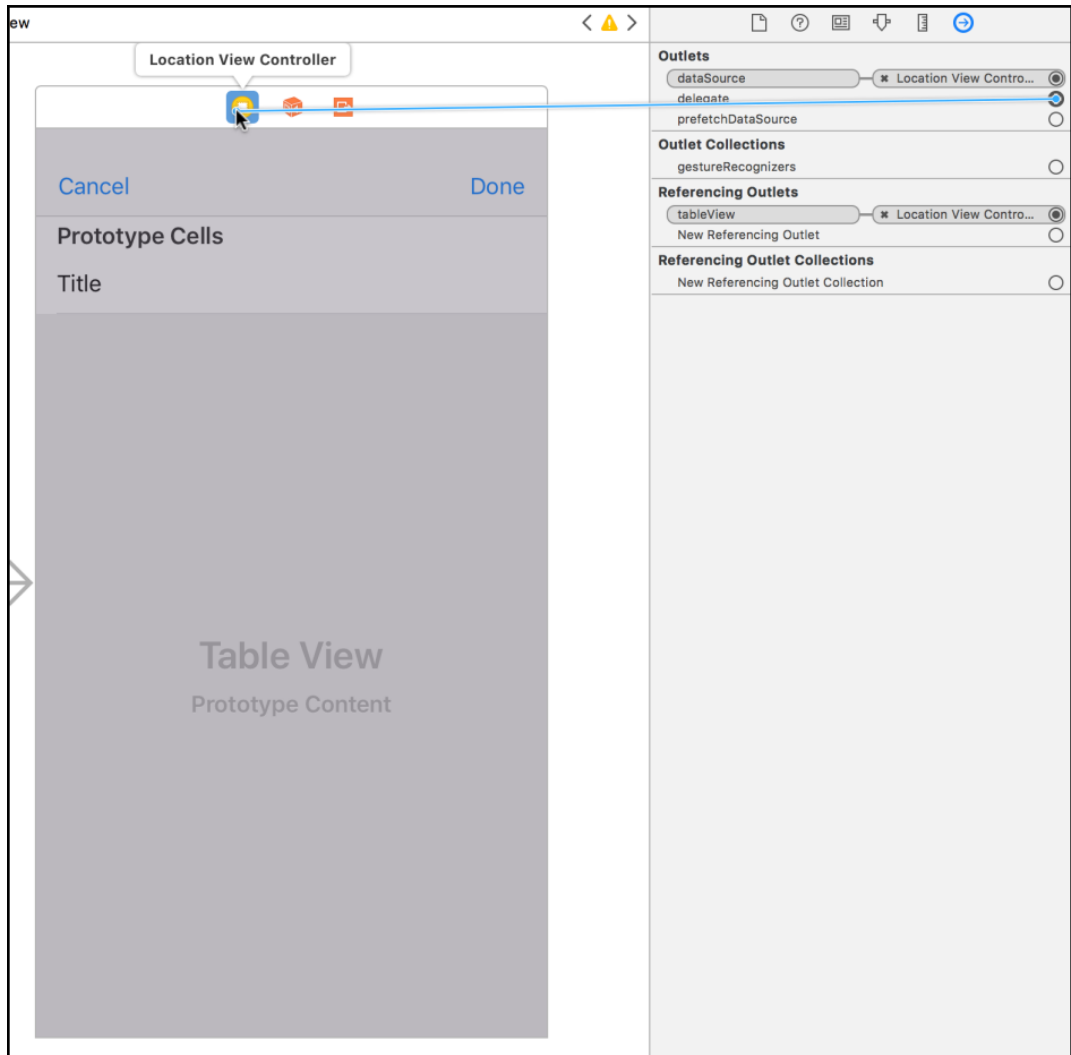 ew
Location View Controller
Cancel
Done
Prototype Cells
Title
Table View
Prototype Content
Outlets
dataSource
Location View Contro...
delegate
prefetchDataSource
Outlet Collections
gestureRecognizers
Referencing Outlets
tableView
Location View Contro...
New Referencing Outlet
Referencing Outlet Collections
New Referencing Outlet Collection